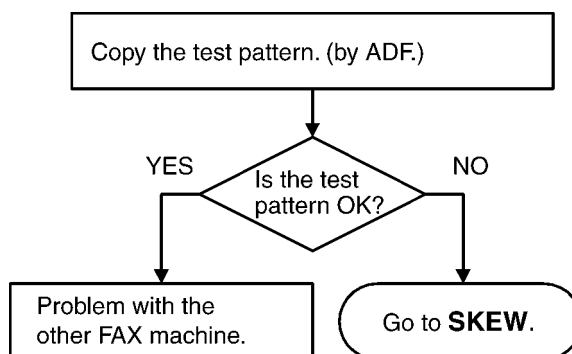 Copy the test pattern. (by ADF.)
YES
NO
Is the test
pattern OK?
Problem with the
other FAX machine.
Go to SKEW.